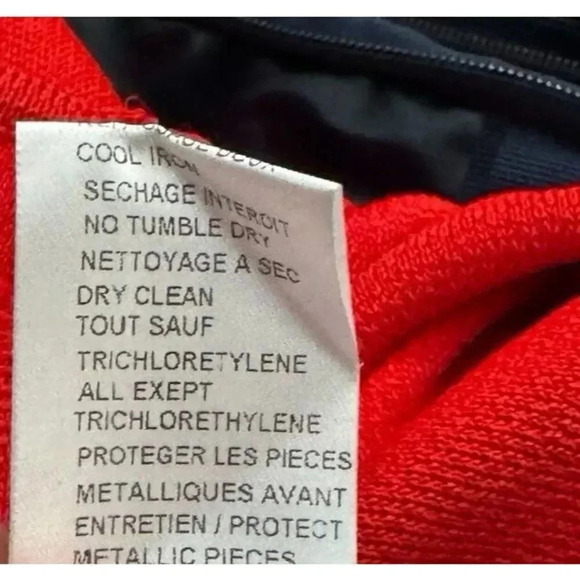 COOL IRON
SECHAGE INTERDIT
NO TUMBLE DRY
NETTOYAGE A SEC
DRY CLEAN
TOUT SAUF
TRICHLORETYLENE
ALL EXEPT
TRICHLORETHYLENE
PROTEGER LES PIECES
METALLIQUES AVANT
ENTRETIEN / PROTECT
METALLIC PIECES